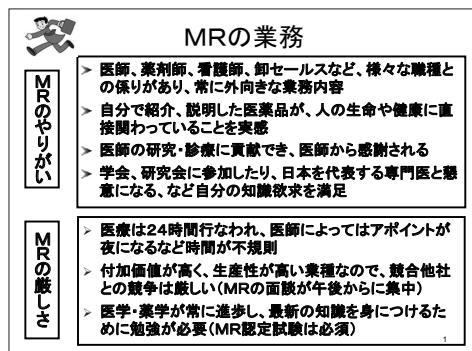 MRの業務
MRのやりがい
➢ 医師、薬剤師、看護師、卸セールスなど、様々な職種と
の係りがあり、常に外向きな業務内容
➢ 自分で紹介、説明した医薬品が、人の生命や健康に直
接関わっていることを実感
➢ 医師の研究・診療に貢献でき、医師から感謝される
➢ 学会、研究会に参加したり、日本を代表する専門医と懇
意になる、など自分の知識欲求を満足
MRの厳しさ
➢ 医療は24時間行なわれ、医師によってはアポイントが
夜になるなど時間が不規則
➢ 付加価値が高く、生産性が高い業種なので、競合他社
との競争は厳しい(MRの面談が午後からに集中)
➢ 医学・薬学が常に進歩し、最新の知識を身につけるた
めに勉強が必要(MR認定試験は必須)
1